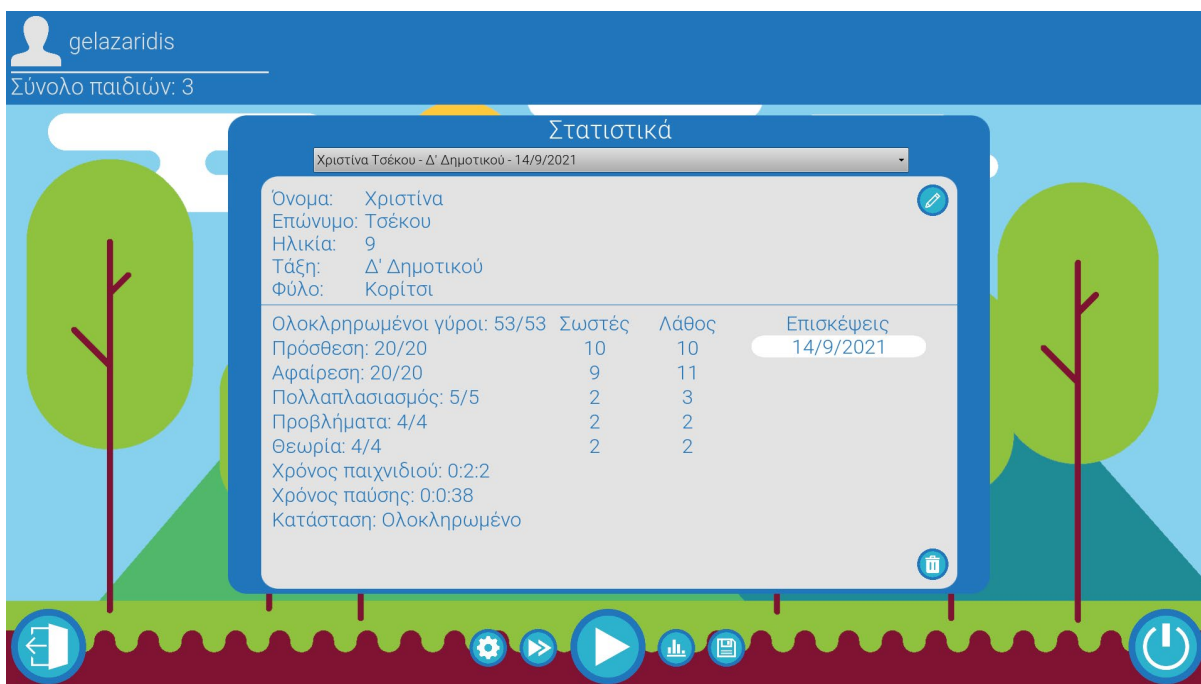 gelazaridis
Σύνολο παιδιών: 3
Στατιστικά
Χριστίνα Τσέκου - Δ' Δημοτικού - 14/9/2021
Όνομα: Χριστίνα
Επώνυμο: Τσέκου
Ηλικία: 9
Τάξη: Δ' Δημοτικού
Φύλο: Κορίτσι
Ολοκρηρωμένοι γύροι: 53/53 Σωστές Λάθος Επισκέψεις
Πρόσθεση: 20/20 10 10 14/9/2021
Αφαίρεση: 20/20 9 11
Πολλαπλασιασμός: 5/5 2 3
Προβλήματα: 4/4 2 2
Θεωρία: 4/4 2 2
Χρόνος παιχνιδιού: 0:2:2
Χρόνος παύσης: 0:0:38
Κατάσταση: Ολοκληρωμένο